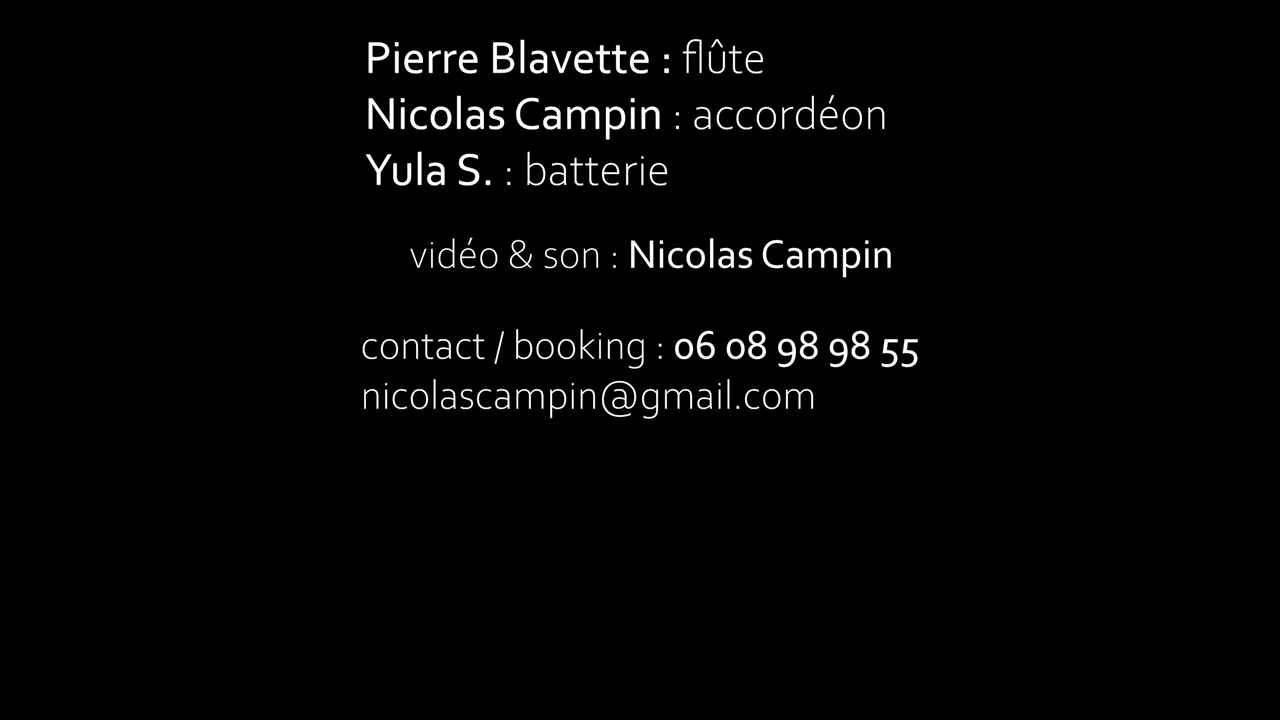 Pierre Blavette : flûte
Nicolas Campin : accordéon
Yula S. : batterie
vidéo & son : Nicolas Campin
contact / booking : 06 08 98 98 55
nicolascampin@gmail.com